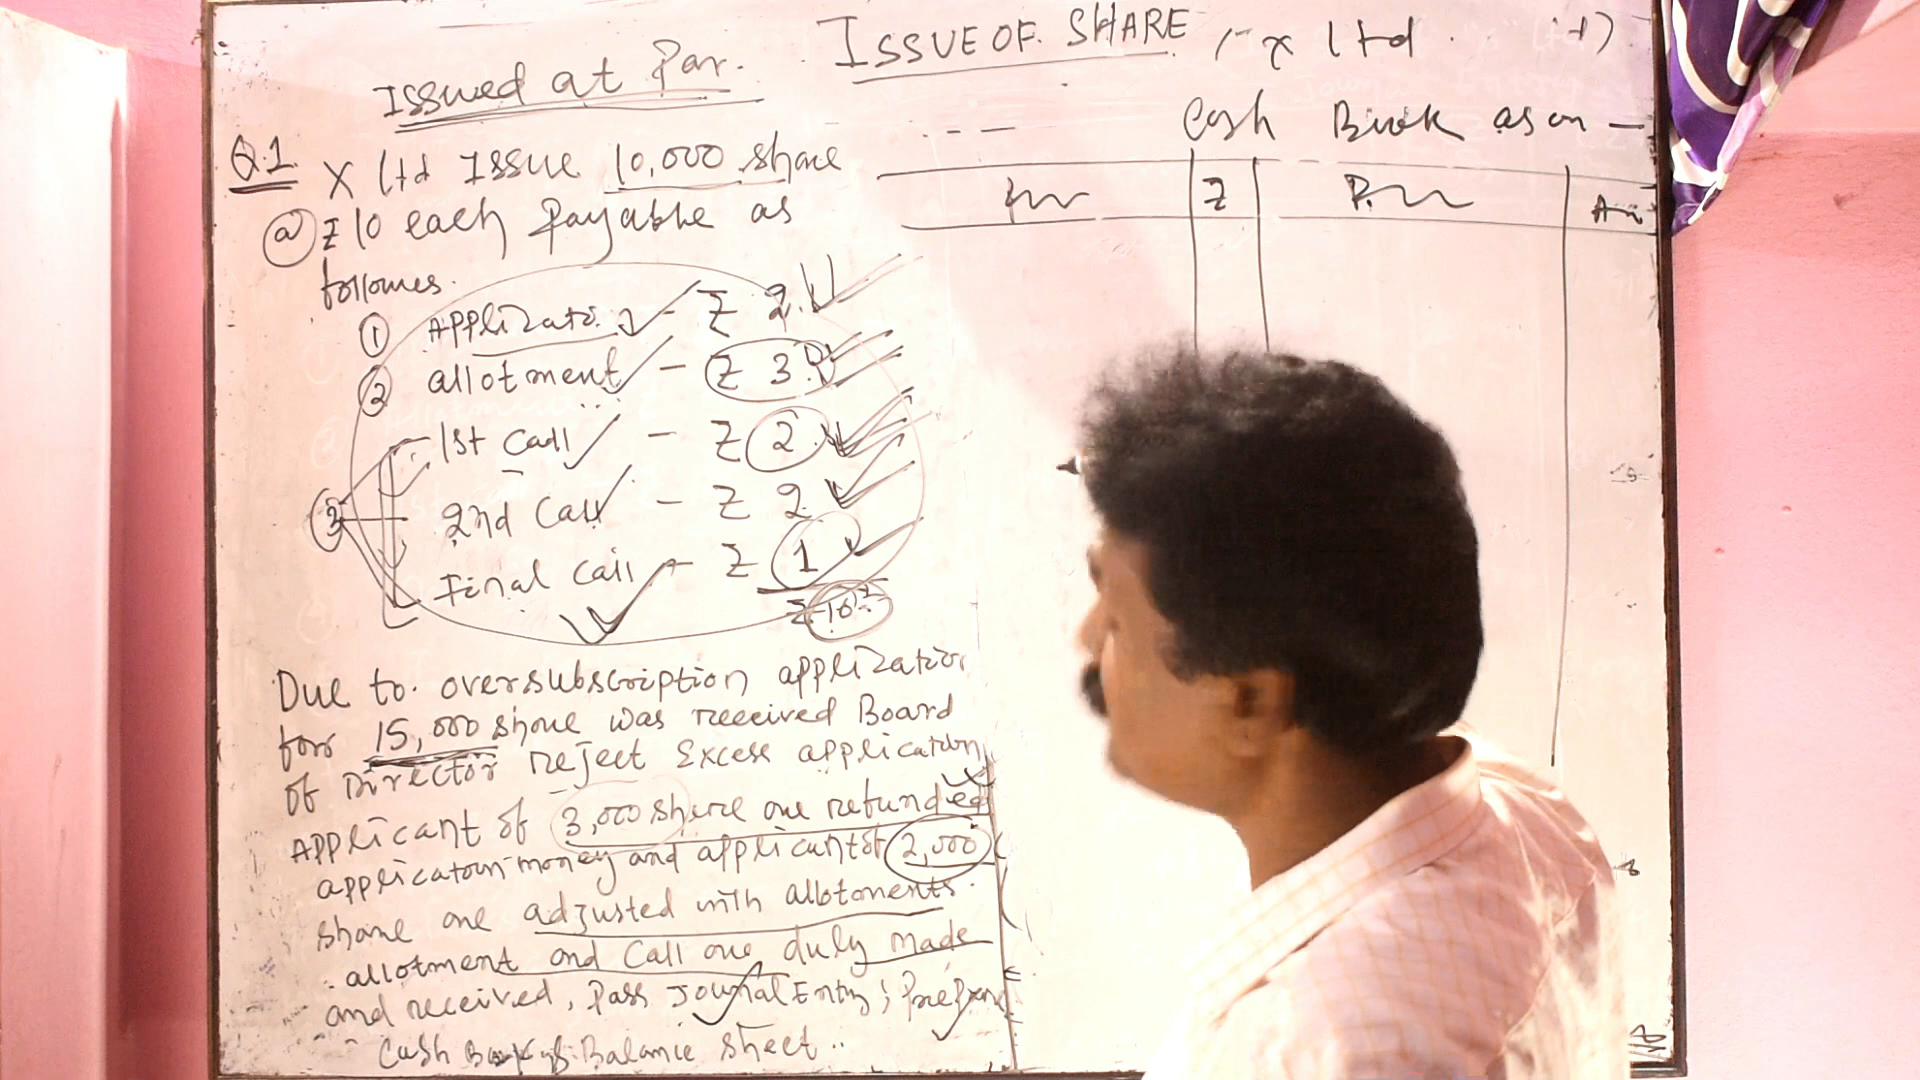 ISSUE OF SHARE :- X Ltd.
Issued at Par.
Q.1 X Ltd Issue 10,000 share
@ ₹10 each Payable as
follows.
① Application - ₹ 2
② allotment - ₹ 3
③ 1st Call - ₹ 2
2nd Call - ₹ 2
Final Call - ₹ 1
₹ 10
Due to oversubscription application
for 15,000 share was received Board
of Director reject Excess application
Applicant of 3,000 share are refunded
application money and applicant of 2,000
share are adjusted with allotments.
allotment and Call are duly made
and received, Pass Journal Entry; Prepare
Cash Book & Balance sheet..
Cash Book as on -
₹